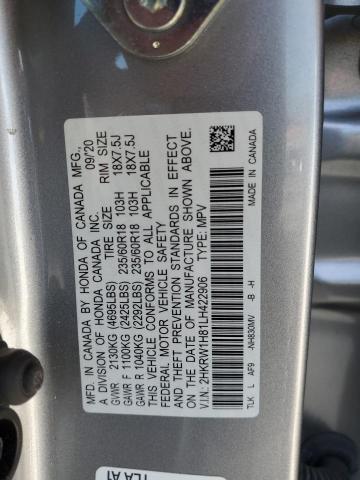 MFD. IN CANADA BY HONDA OF CANADA MFG.,
A DIVISION OF HONDA CANADA INC. 09/20
TIRE SIZE RIM SIZE
GVWR 2130KG (4695LBS)
GAWR F 1100KG (2425LBS) 235/60R18 103H 18X7.5J
GAWR R 1040KG (2292LBS) 235/60R18 103H 18X7.5J
THIS VEHICLE CONFORMS TO ALL APPLICABLE
FEDERAL MOTOR VEHICLE SAFETY
AND THEFT PREVENTION STANDARDS IN EFFECT
ON THE DATE OF MANUFACTURE SHOWN ABOVE.
V.I.N.: 2HKRW1H81LH422906 TYPE: MPV
TLK L AF9 -NH830MV -B -H MADE IN CANADA